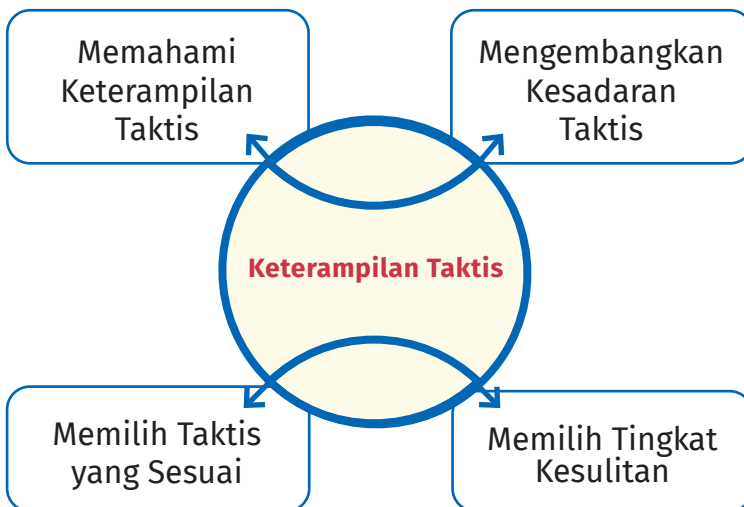 Memahami
Keterampilan
Taktis
Mengembangkan
Kesadaran
Taktis
Keterampilan Taktis
Memilih Taktis
yang Sesuai
Memilih Tingkat
Kesulitan